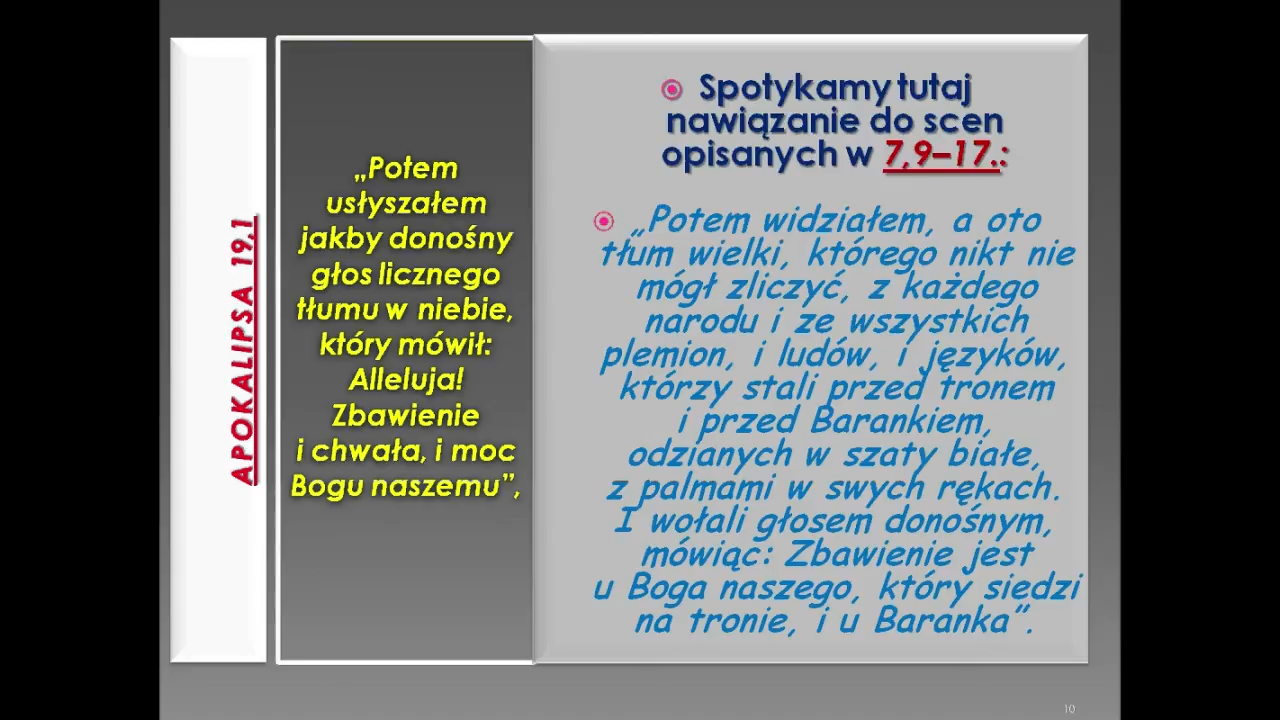 APOKALIPSA 19,1
„Potem
usłyszałem
jakby donośny
głos licznego
tłumu w niebie,
który mówił:
Alleluja!
Zbawienie
i chwała, i moc
Bogu naszemu”,
Spotykamy tutaj
nawiązanie do scen
opisanych w 7,9–17.:
„Potem widziałem, a oto
tłum wielki, którego nikt nie
mógł zliczyć, z każdego
narodu i ze wszystkich
plemion, i ludów, i języków,
którzy stali przed tronem
i przed Barankiem,
odzianych w szaty białe,
z palmami w swych rękach.
I wołali głosem donośnym,
mówiąc: Zbawienie jest
u Boga naszego, który siedzi
na tronie, i u Baranka”.
10